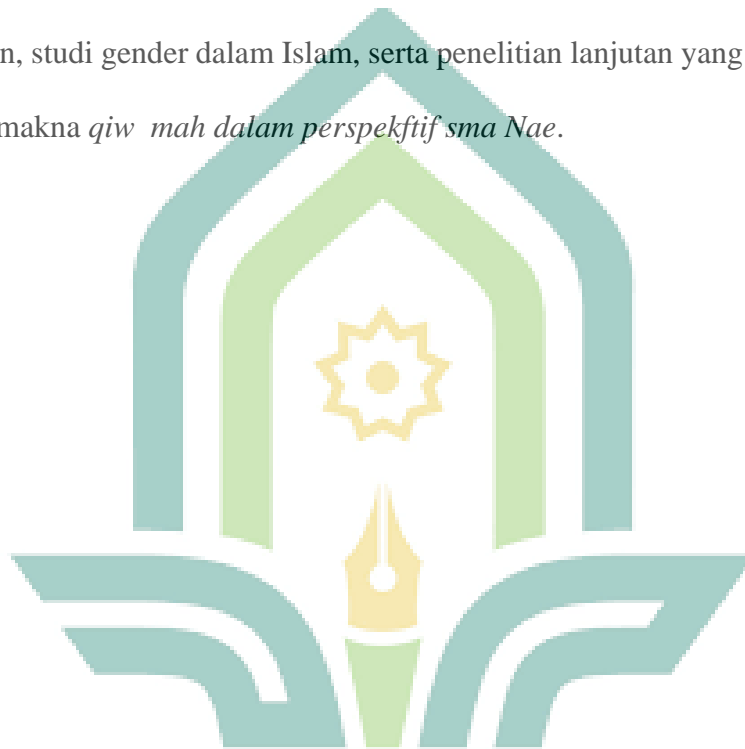 n, studi gender dalam Islam, serta penelitian lanjutan yang
makna qiw mah dalam perspekftif sma Nae.